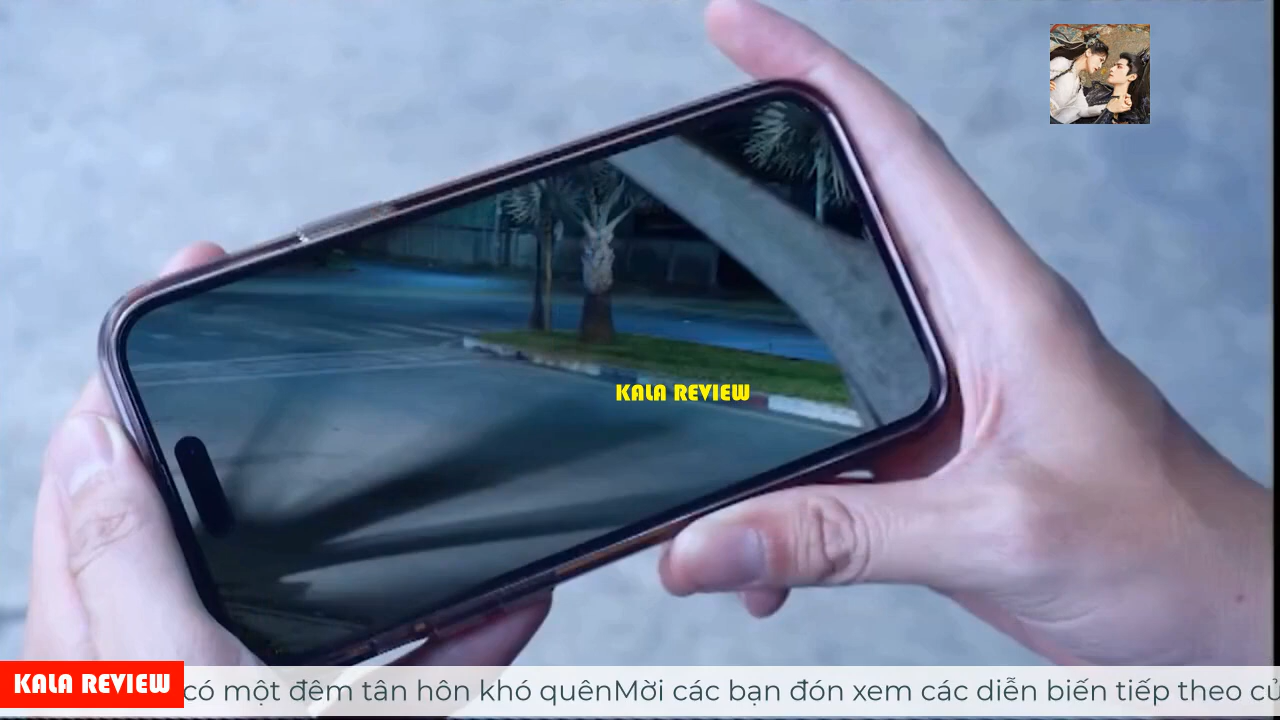 KALA REVIEW
KALA REVIEW
có một đêm tân hôn khó quênMời các bạn đón xem các diễn biến tiếp theo củ